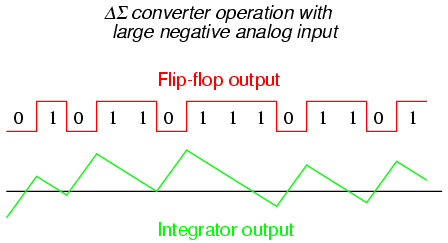 ΔΣ converter operation with
large negative analog input
Flip-flop output
0 1 0 1 1 0 1 1 1 0 1 1 0 1
Integrator output